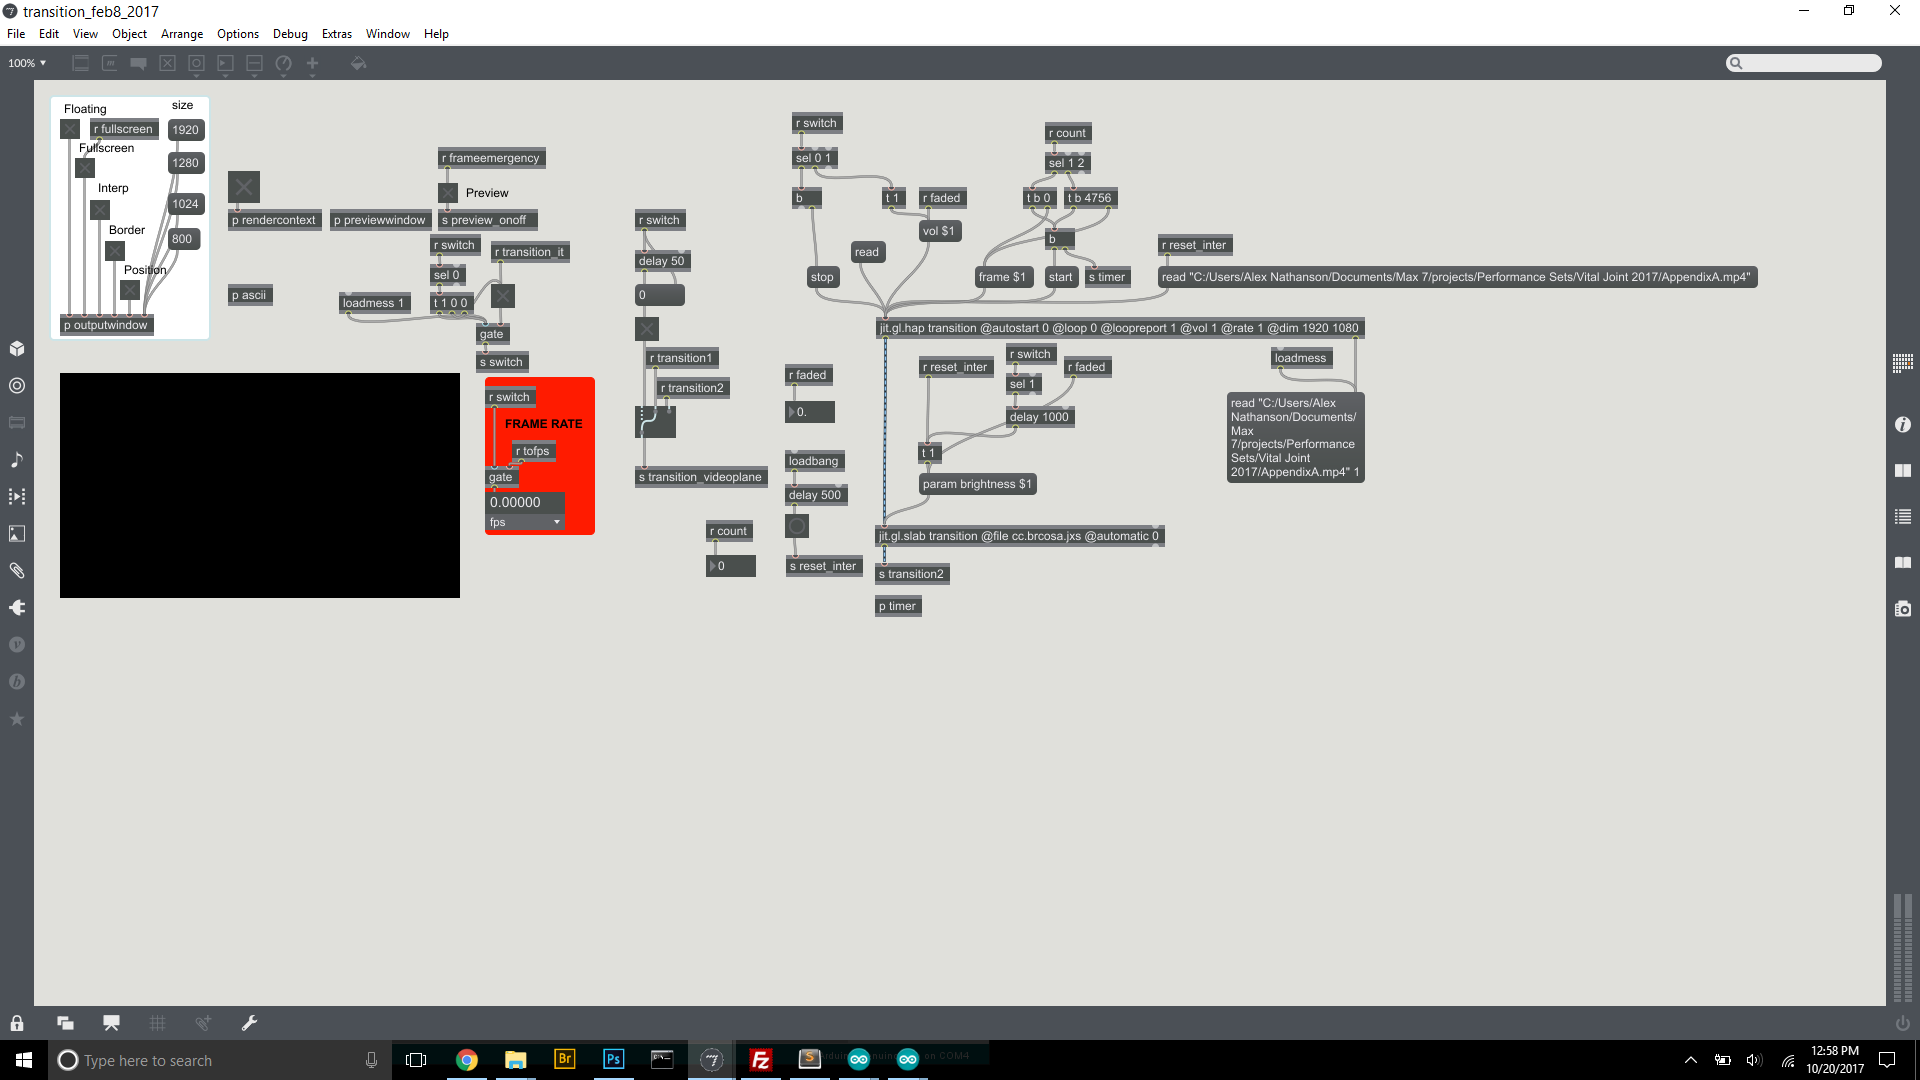 transition_feb8_2017
File Edit View Object Arrange Options Debug Extras Window Help
100%
Floating
size
r fullscreen
1920
Fullscreen
1280
Interp
1024
Border
800
Position
p outputwindow
p rendercontext
p previewwindow
p ascii
r frameemergency
Preview
s preview_onoff
r switch
r transition_it
sel 0
loadmess 1
t 1 0 0
gate
s switch
r switch
FRAME RATE
r tofps
gate
0.00000
fps
r switch
delay 50
0
r transition1
r transition2
s transition_videoplane
r count
0
r faded
0.
loadbang
delay 500
s reset_inter
r switch
sel 0 1
b
t 1
r faded
vol $1
read
stop
r count
sel 1 2
t b 0
t b 4756
b
frame $1
start
s timer
r reset_inter
read "C:/Users/Alex Nathanson/Documents/Max 7/projects/Performance Sets/Vital Joint 2017/AppendixA.mp4"
jit.gl.hap transition @autostart 0 @loop 0 @loopreport 1 @vol 1 @rate 1 @dim 1920 1080
r reset_inter
r switch
r faded
sel 1
delay 1000
t 1
param brightness $1
loadmess
read "C:/Users/Alex
Nathanson/Documents/
Max
7/projects/Performance
Sets/Vital Joint
2017/AppendixA.mp4" 1
jit.gl.slab transition @file cc.brcosa.jxs @automatic 0
s transition2
p timer
Type here to search
Br
Ps
Fz
S
on COM4
12:58 PM
10/20/2017